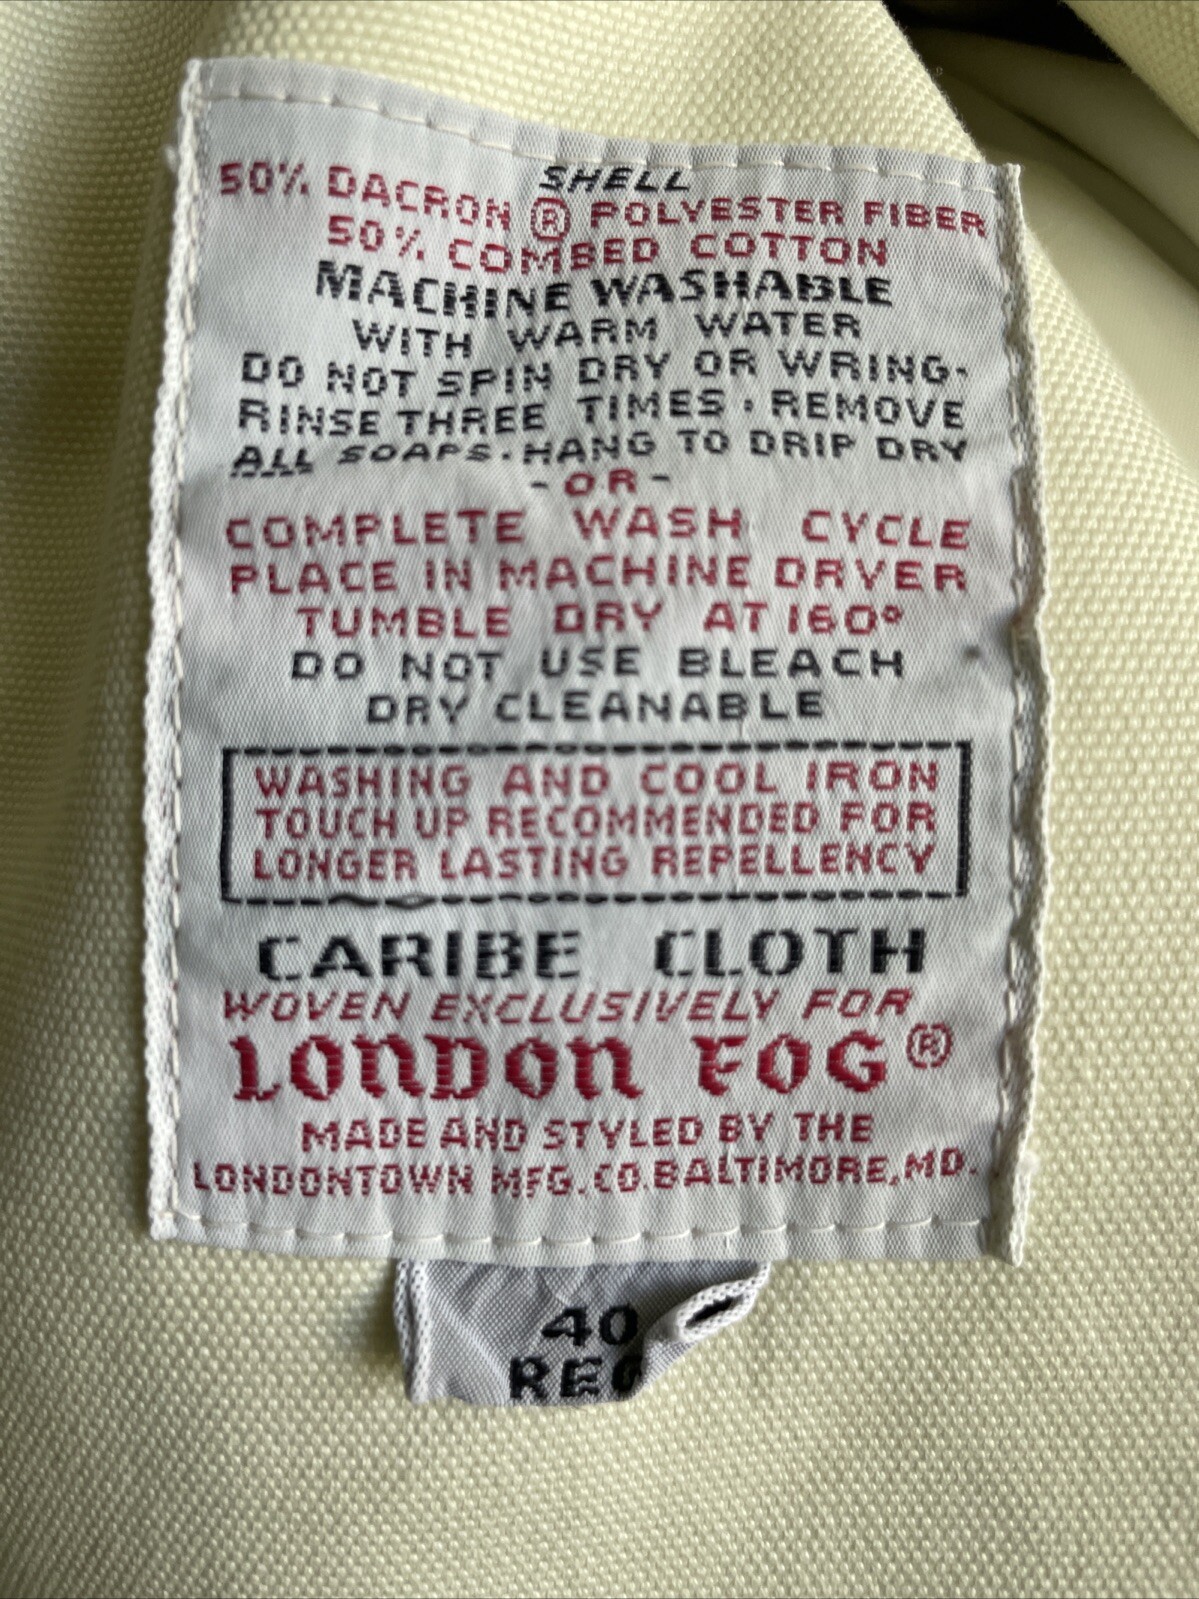 SHELL
50% DACRON ® POLYESTER FIBER
50% COMBED COTTON
MACHINE WASHABLE
WITH WARM WATER
DO NOT SPIN DRY OR WRING·
RINSE THREE TIMES · REMOVE
ALL SOAPS · HANG TO DRIP DRY
- OR -
COMPLETE WASH CYCLE
PLACE IN MACHINE DRYER
TUMBLE DRY AT 160°
DO NOT USE BLEACH
DRY CLEANABLE
WASHING AND COOL IRON
TOUCH UP RECOMMENDED FOR
LONGER LASTING REPELLENCY
CARIBE CLOTH
WOVEN EXCLUSIVELY FOR
LONDON FOG®
MADE AND STYLED BY THE
LONDONTOWN MFG. CO. BALTIMORE, MD.
40
REG